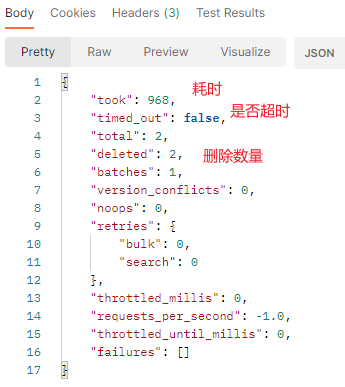 Body Cookies Headers (3) Test Results
Pretty Raw Preview Visualize JSON
1 {
2 "took": 968, 耗时
3 "timed_out": false, 是否超时
4 "total": 2,
5 "deleted": 2, 删除数量
6 "batches": 1,
7 "version_conflicts": 0,
8 "noops": 0,
9 "retries": {
10 "bulk": 0,
11 "search": 0
12 },
13 "throttled_millis": 0,
14 "requests_per_second": -1.0,
15 "throttled_until_millis": 0,
16 "failures": []
17 }